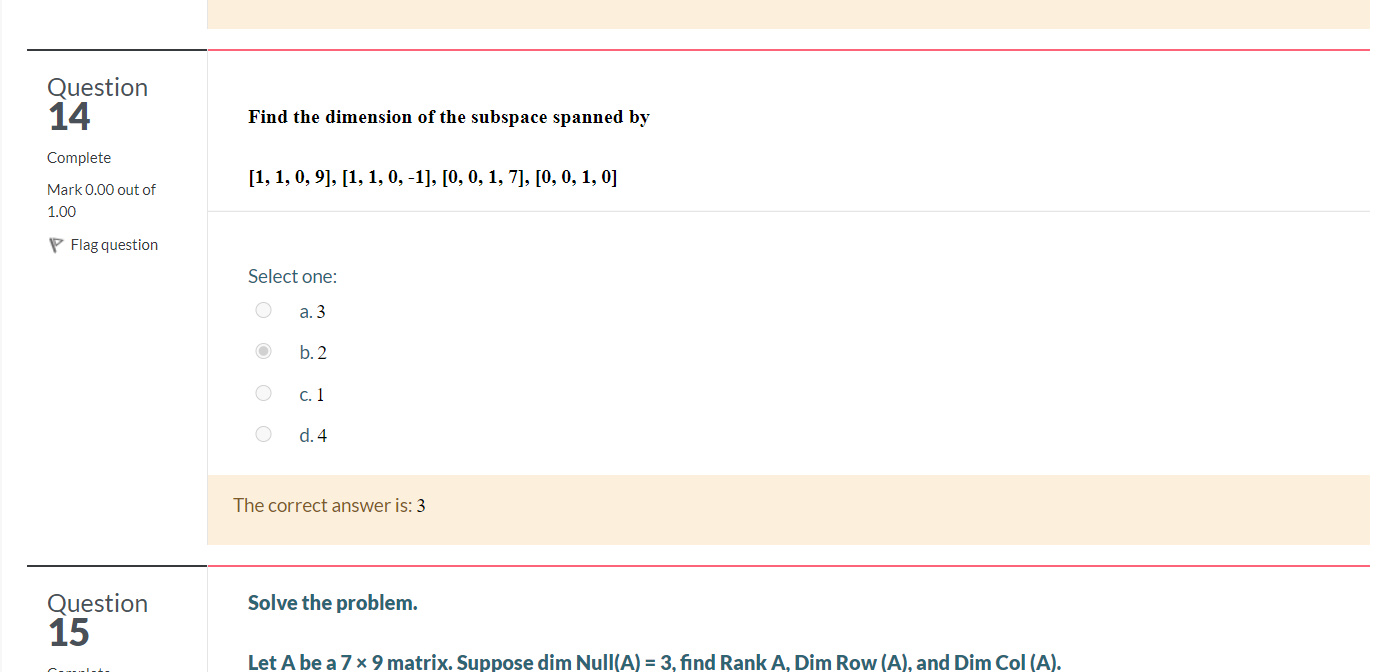 Question
14
Complete
Mark 0.00 out of
1.00
Flag question
Find the dimension of the subspace spanned by
[1, 1, 0, 9], [1, 1, 0, -1], [0, 0, 1, 7], [0, 0, 1, 0]
Select one:
a. 3
b. 2
c. 1
d. 4
The correct answer is: 3
Question
15
Complete
Solve the problem.
Let A be a 7 × 9 matrix. Suppose dim Null(A) = 3, find Rank A, Dim Row (A), and Dim Col (A).